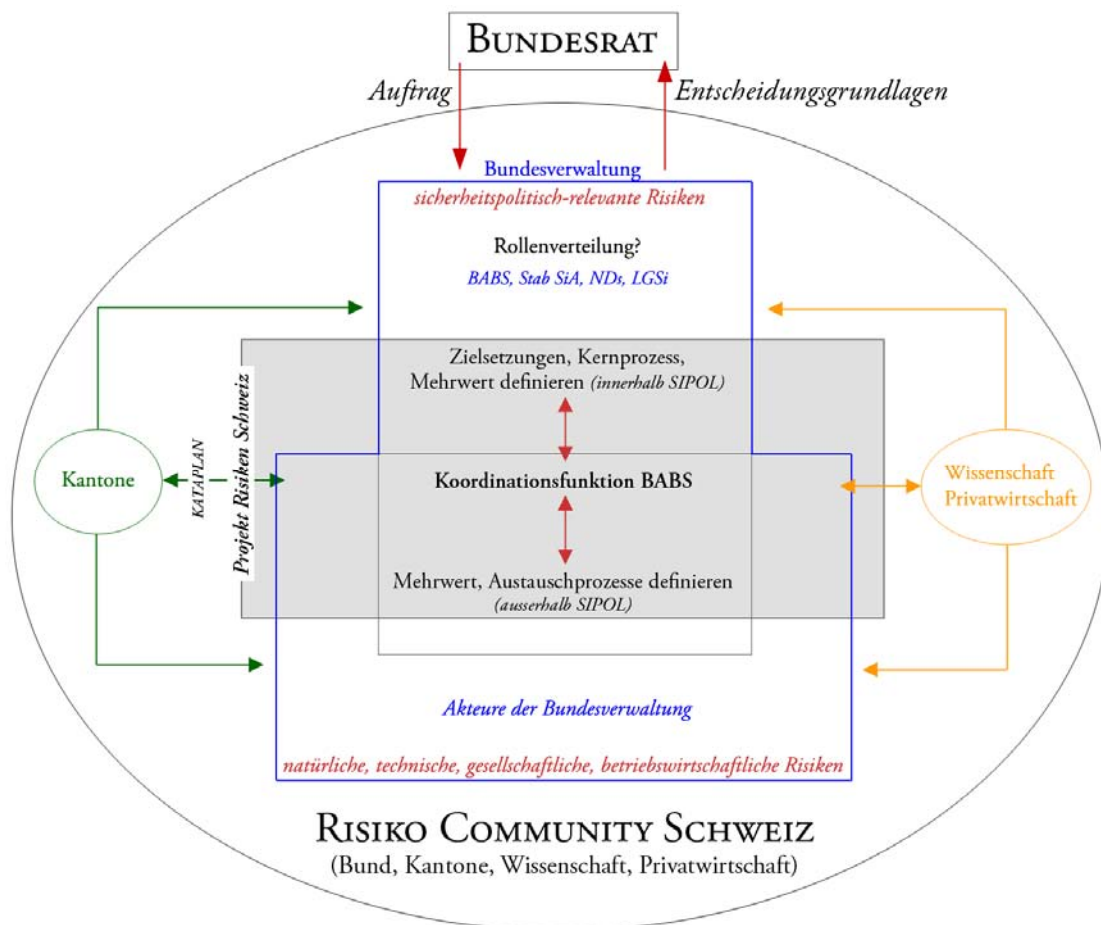 BUNDESRAT
Auftrag
Entscheidungsgrundlagen
Bundesverwaltung
sicherheitspolitisch-relevante Risiken
Rollenverteilung?
BABS, Stab SiA, NDs, LGSi
Zielsetzungen, Kernprozess,
Mehrwert definieren (innerhalb SIPOL)
Projekt Risiken Schweiz
KATAPLAN
Kantone
Koordinationsfunktion BABS
Wissenschaft
Privatwirtschaft
Mehrwert, Austauschprozesse definieren
(ausserhalb SIPOL)
Akteure der Bundesverwaltung
natürliche, technische, gesellschaftliche, betriebswirtschaftliche Risiken
RISIKO COMMUNITY SCHWEIZ
(Bund, Kantone, Wissenschaft, Privatwirtschaft)